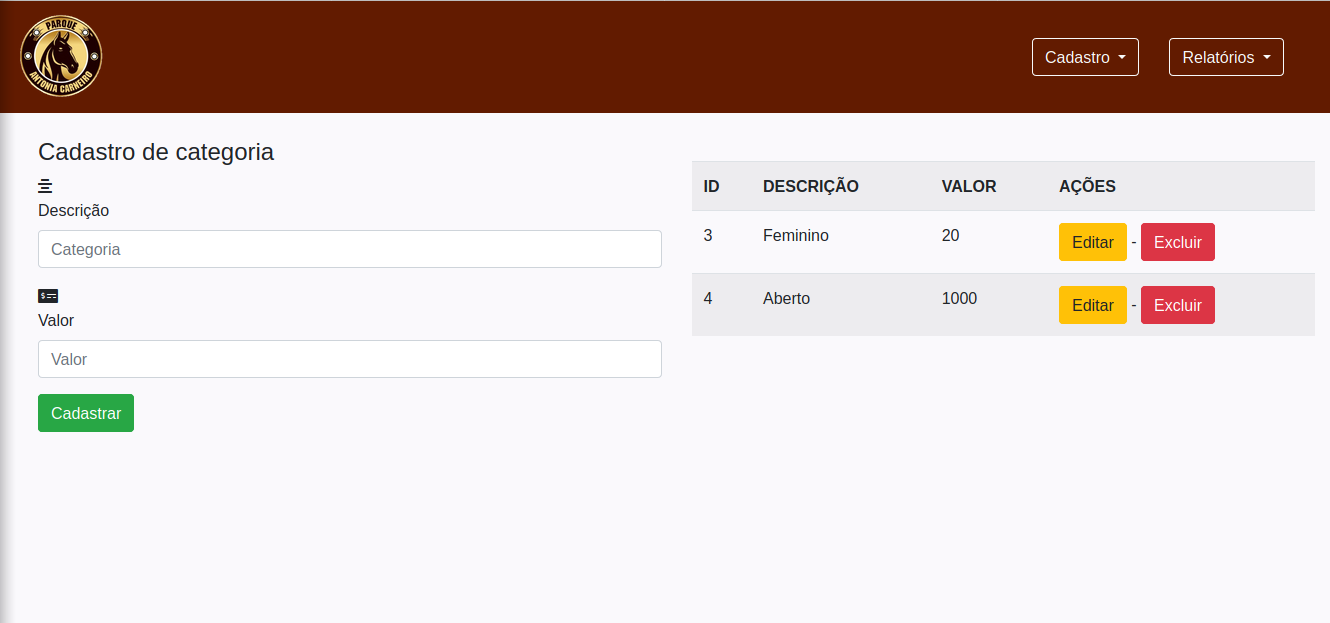 PARQUE
ANTONIA CARNEIRO
Cadastro
Relatórios
Cadastro de categoria
Descrição
Categoria
Valor
Valor
Cadastrar
ID DESCRIÇÃO VALOR AÇÕES
3 Feminino 20 Editar - Excluir
4 Aberto 1000 Editar - Excluir